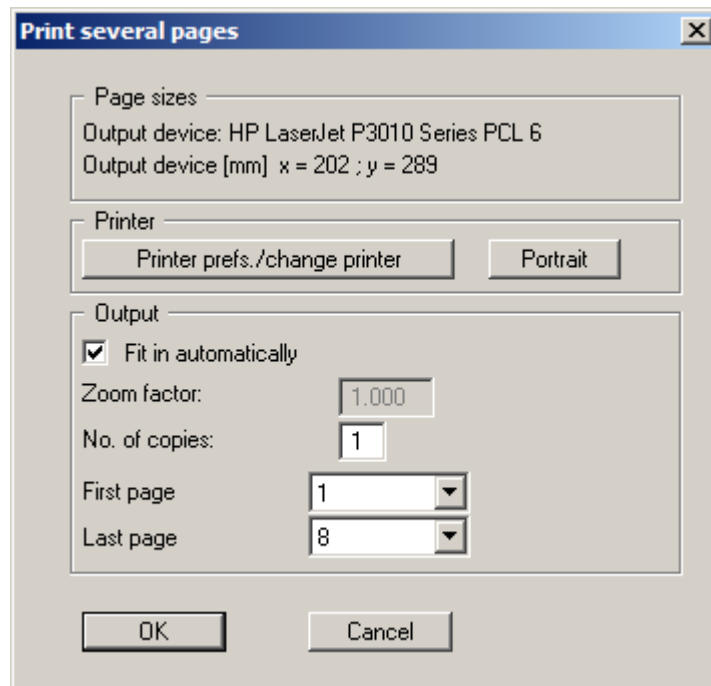 Print several pages
Page sizes
Output device: HP LaserJet P3010 Series PCL 6
Output device [mm]  x = 202 ; y = 289
Printer
Printer prefs./change printer Portrait
Output
Fit in automatically
Zoom factor: 1.000
No. of copies: 1
First page 1
Last page 8
OK Cancel